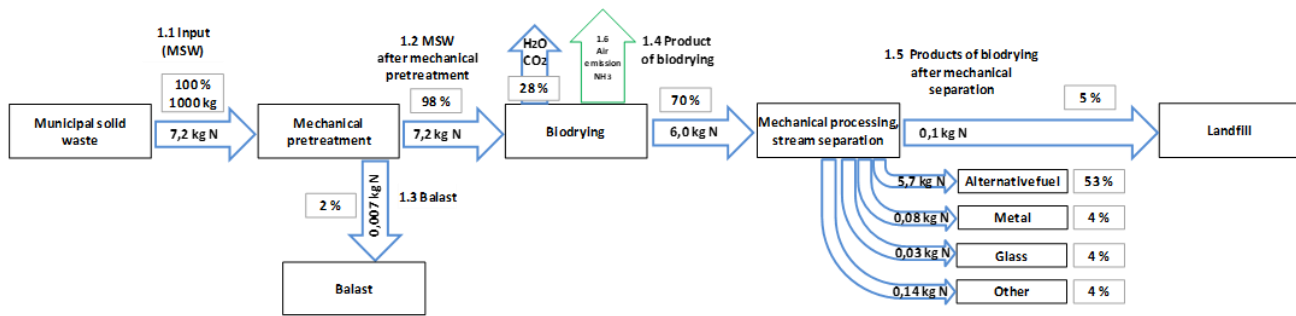 1.1 Input
(MSW)
100 %
1000 kg
7,2 kg N
Municipal solid
waste
Mechanical
pretreatment
1.2 MSW
after mechanical
pretreatment
98 %
7,2 kg N
2 %
0,007 kg N
1.3 Balast
Balast
H2O
CO2
28 %
1.6
Air
emission
NH3
Biodrying
1.4 Product
of biodrying
70 %
6,0 kg N
Mechanical processing,
stream separation
1.5 Products of biodrying
after mechanical
separation
5 %
0,1 kg N
Landfill
5,7 kg N
Alternative fuel
53 %
0,08 kg N
Metal
4 %
0,03 kg N
Glass
4 %
0,14 kg N
Other
4 %